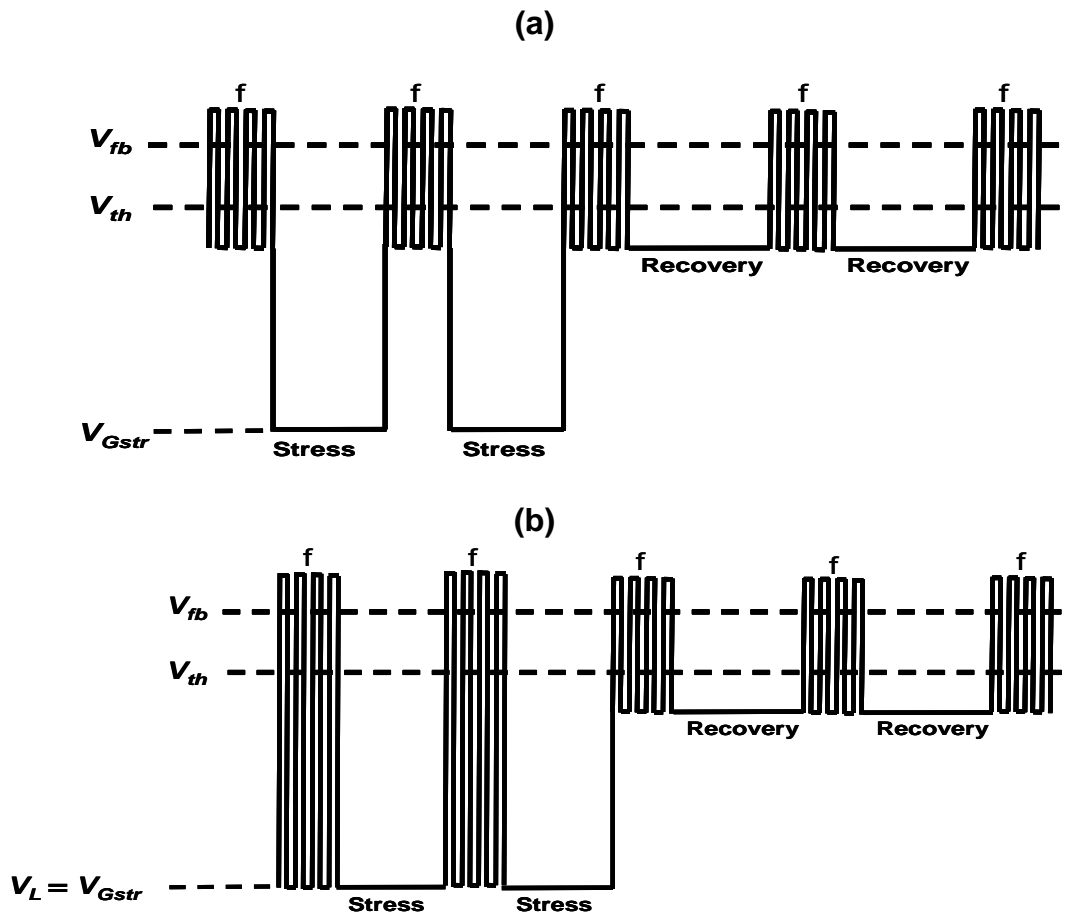 (a)
f f f f f
V_fb
V_th
Recovery Recovery
V_Gstr
Stress Stress
(b)
f f f f f
V_fb
V_th
Recovery Recovery
V_L = V_Gstr
Stress Stress